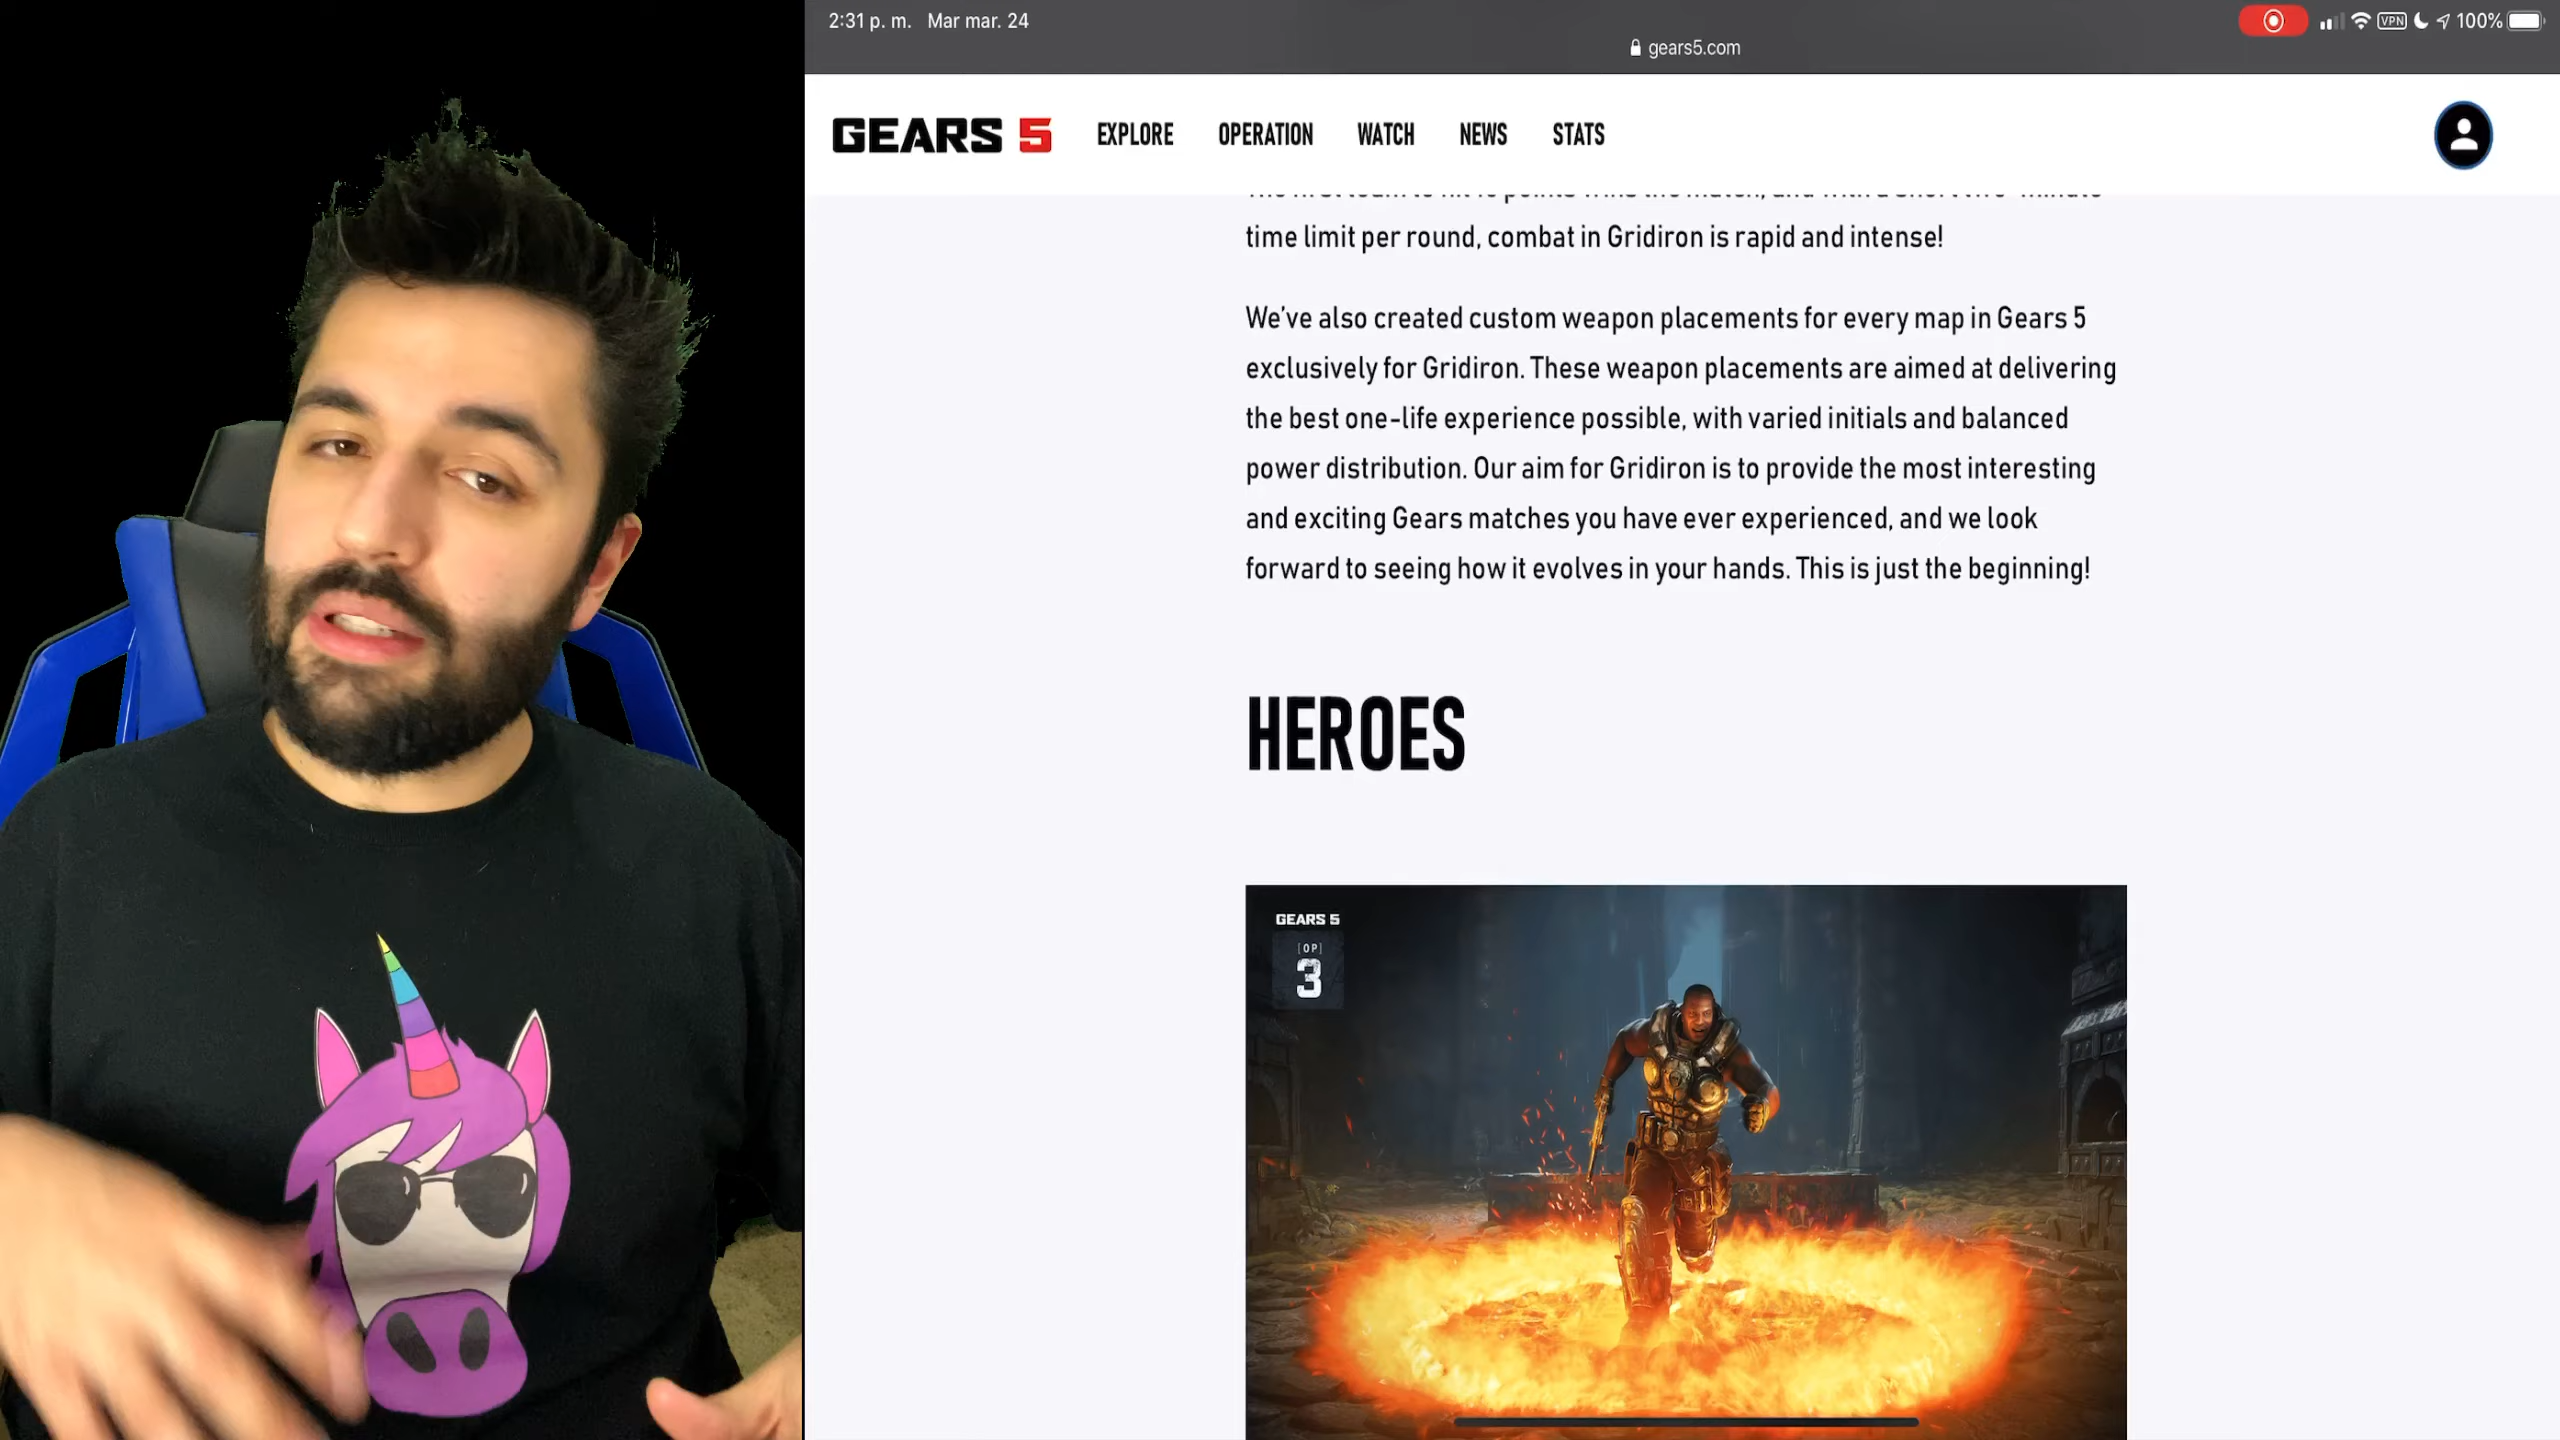 2:31 p. m. Mar mar. 24
VPN 100%
gears5.com
GEARS 5 EXPLORE OPERATION WATCH NEWS STATS
time limit per round, combat in Gridiron is rapid and intense!
We've also created custom weapon placements for every map in Gears 5
exclusively for Gridiron. These weapon placements are aimed at delivering
the best one-life experience possible, with varied initials and balanced
power distribution. Our aim for Gridiron is to provide the most interesting
and exciting Gears matches you have ever experienced, and we look
forward to seeing how it evolves in your hands. This is just the beginning!
HEROES
GEARS 5
[OP]
3